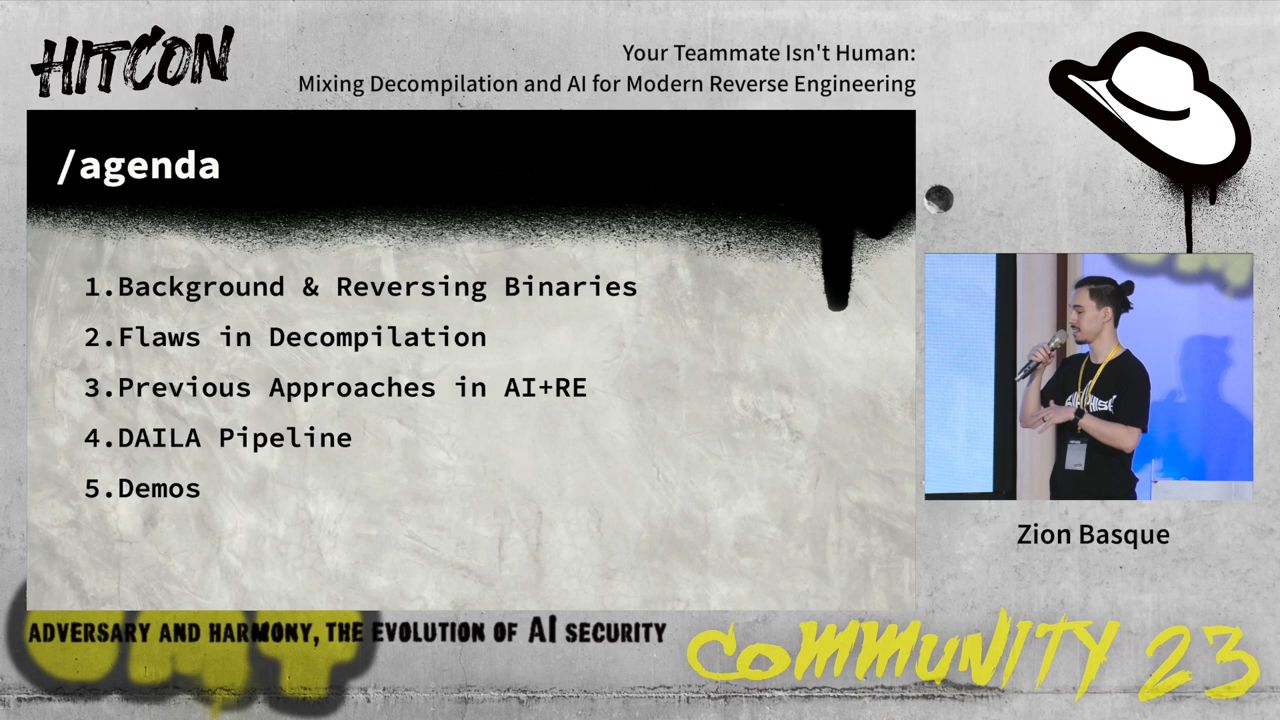 HITCON
Your Teammate Isn't Human:
Mixing Decompilation and AI for Modern Reverse Engineering
/agenda
1.Background & Reversing Binaries
2.Flaws in Decompilation
3.Previous Approaches in AI+RE
4.DAILA Pipeline
5.Demos
Zion Basque
ADVERSARY AND HARMONY, THE EVOLUTION OF AI SECURITY
COMMUNITY 23